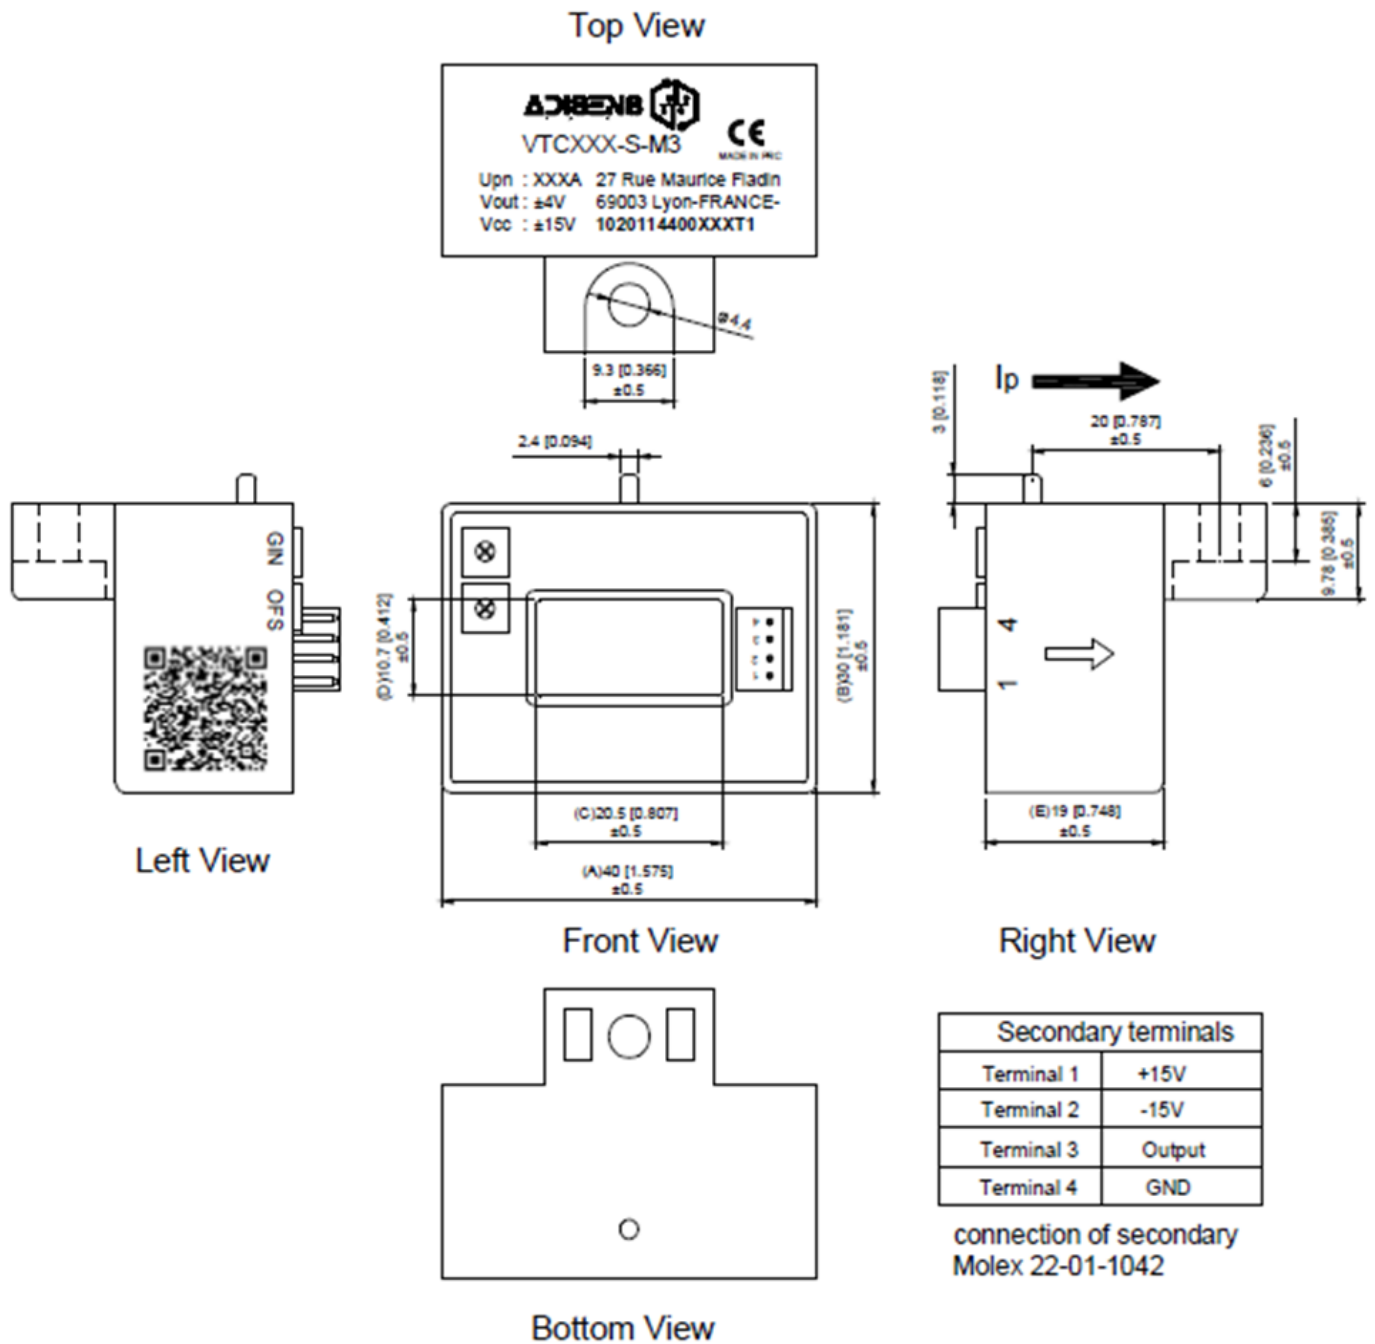 Top View
ADISENS
CE
VTCXXX-S-M3
MADE IN PRC
Upn : XXXA 27 Rue Maurice Fladin
Vout : ±4V 69003 Lyon-FRANCE-
Vcc : ±15V 1020114400XXXT1
ø4.4
9.3 [0.366]
±0.5
Ip
3 [0.118]
20 [0.787]
±0.5
6 [0.236]
±0.5
9.78 [0.385]
±0.5
2.4 [0.094]
GIN
OFS
(D)10.7 [0.412]
±0.5
(B)30 [1.181]
±0.5
4
1
(C)20.5 [0.807]
±0.5
(A)40 [1.575]
±0.5
(E)19 [0.748]
±0.5
Left View
Front View
Right View
Secondary terminals
Terminal 1 +15V
Terminal 2 -15V
Terminal 3 Output
Terminal 4 GND
connection of secondary
Molex 22-01-1042
Bottom View